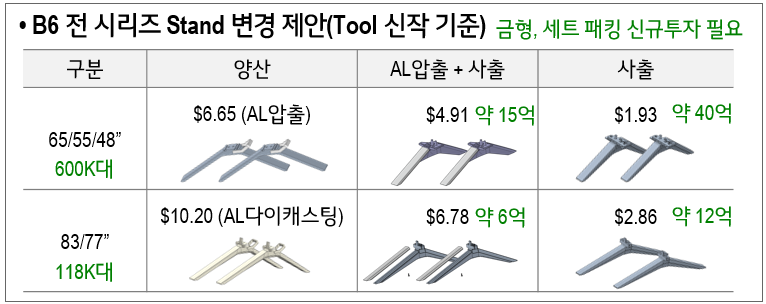 • B6 전 시리즈 Stand 변경 제안(Tool 신작 기준) 금형, 세트 패킹 신규투자 필요
구분 양산 AL압출 + 사출 사출
65/55/48” 600K대 $6.65 (AL압출) $4.91 약 15억 $1.93 약 40억
83/77” 118K대 $10.20 (AL다이캐스팅) $6.78 약 6억 $2.86 약 12억